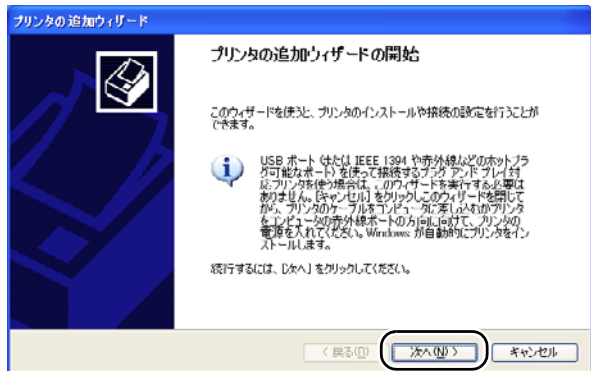 プリンタの追加ウィザード
プリンタの追加ウィザードの開始
このウィザードを使うと、プリンタのインストールや接続の設定を行うことが
できます。
USB ポート (または IEEE 1394 や赤外線などのホットプラ
グ可能なポート) を使って接続するプラグ アンド プレイ対
応プリンタを使う場合は、このウィザードを実行する必要は
ありません。[キャンセル] をクリックしこのウィザードを閉じて
から、プリンタのケーブルをコンピュータに差し込むかプリンタ
をコンピュータの赤外線ポートの方向に向けて、プリンタの
電源を入れてください。Windows が自動的にプリンタをイン
ストールします。
続行するには、[次へ] をクリックしてください。
< 戻る(B)
次へ(N) >
キャンセル